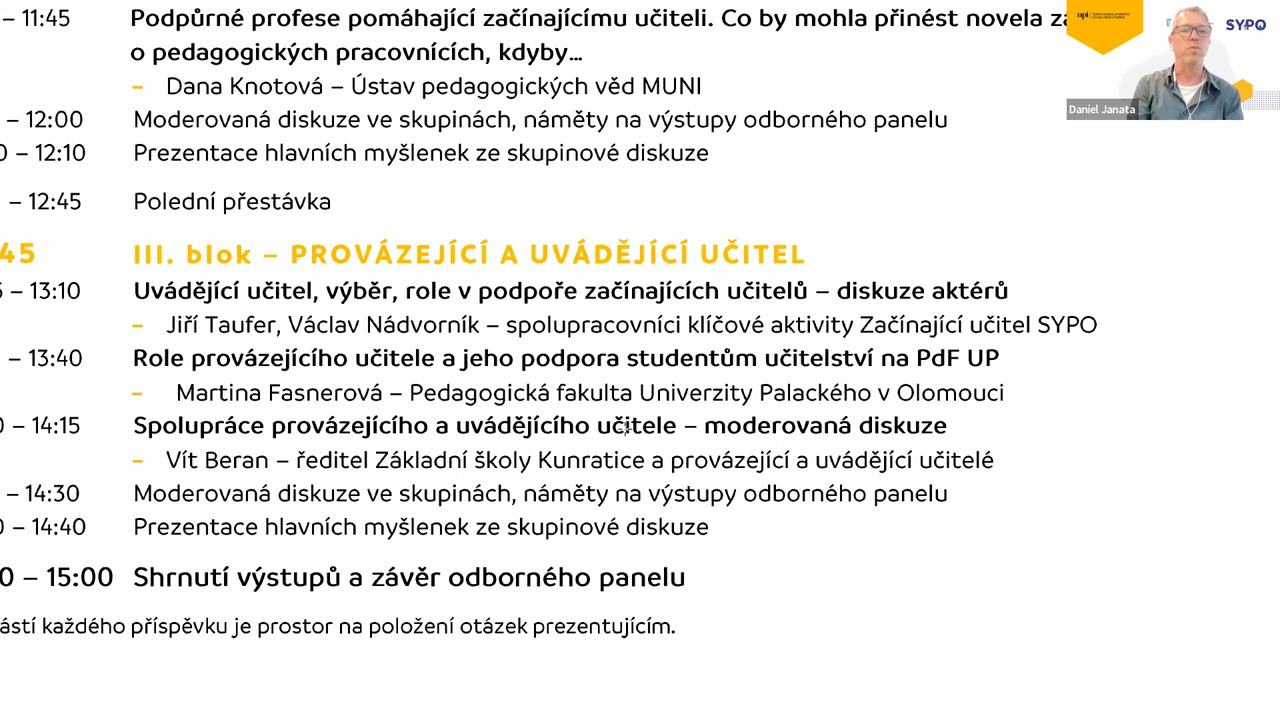 – 11:45 Podpůrné profese pomáhající začínajícímu učiteli. Co by mohla přinést novela
o pedagogických pracovnících, kdyby…
– Dana Knotová – Ústav pedagogických věd MUNI
– 12:00 Moderovaná diskuze ve skupinách, náměty na výstupy odborného panelu
0 – 12:10 Prezentace hlavních myšlenek ze skupinové diskuze
– 12:45 Polední přestávka
45 III. blok – PROVÁZEJÍCÍ A UVÁDĚJÍCÍ UČITEL
– 13:10 Uvádějící učitel, výběr, role v podpoře začínajících učitelů – diskuze aktérů
– Jiří Taufer, Václav Nádvorník – spolupracovníci klíčové aktivity Začínající učitel SYPO
– 13:40 Role provázejícího učitele a jeho podpora studentům učitelství na PdF UP
– Martina Fasnerová – Pedagogická fakulta Univerzity Palackého v Olomouci
0 – 14:15 Spolupráce provázejícího a uvádějícího učitele – moderovaná diskuze
– Vít Beran – ředitel Základní školy Kunratice a provázející a uvádějící učitelé
– 14:30 Moderovaná diskuze ve skupinách, náměty na výstupy odborného panelu
0 – 14:40 Prezentace hlavních myšlenek ze skupinové diskuze
0 – 15:00 Shrnutí výstupů a závěr odborného panelu
ástí každého příspěvku je prostor na položení otázek prezentujícím.
npi
SYPO
Daniel Janata